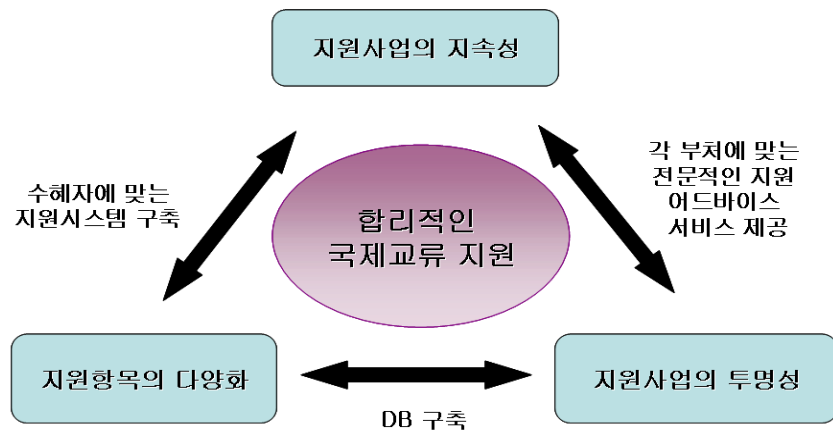 지원사업의 지속성
각 부처에 맞는
전문적인 지원
어드바이스
서비스 제공
수혜자에 맞는
지원시스템 구축
합리적인
국제교류 지원
지원항목의 다양화
지원사업의 투명성
DB 구축